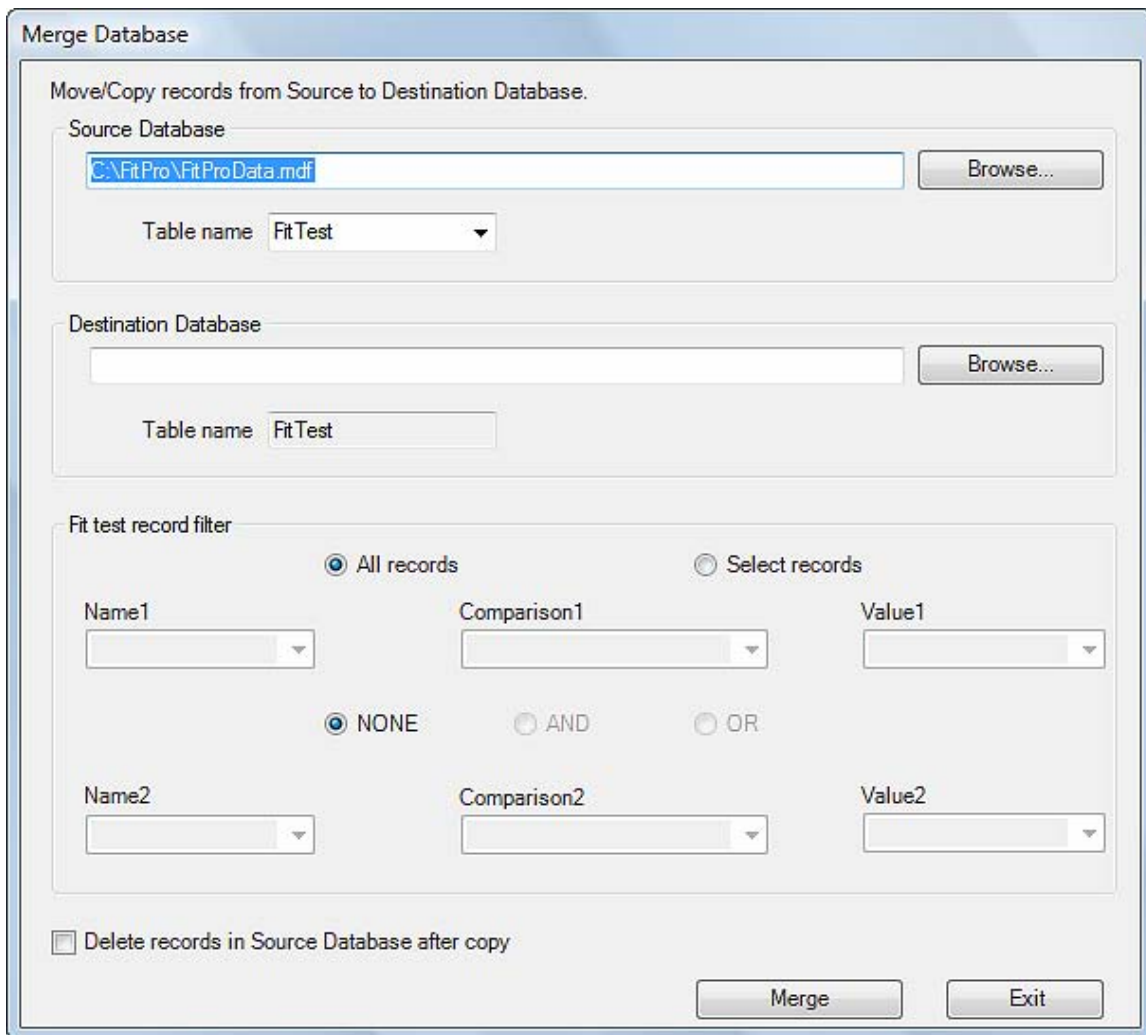 Merge Database
Move/Copy records from Source to Destination Database.
Source Database
C:\FitPro\FitProData.mdf
Browse...
Table name FitTest
Destination Database
Browse...
Table name FitTest
Fit test record filter
All records Select records
Name1 Comparison1 Value1
NONE AND OR
Name2 Comparison2 Value2
Delete records in Source Database after copy
Merge Exit